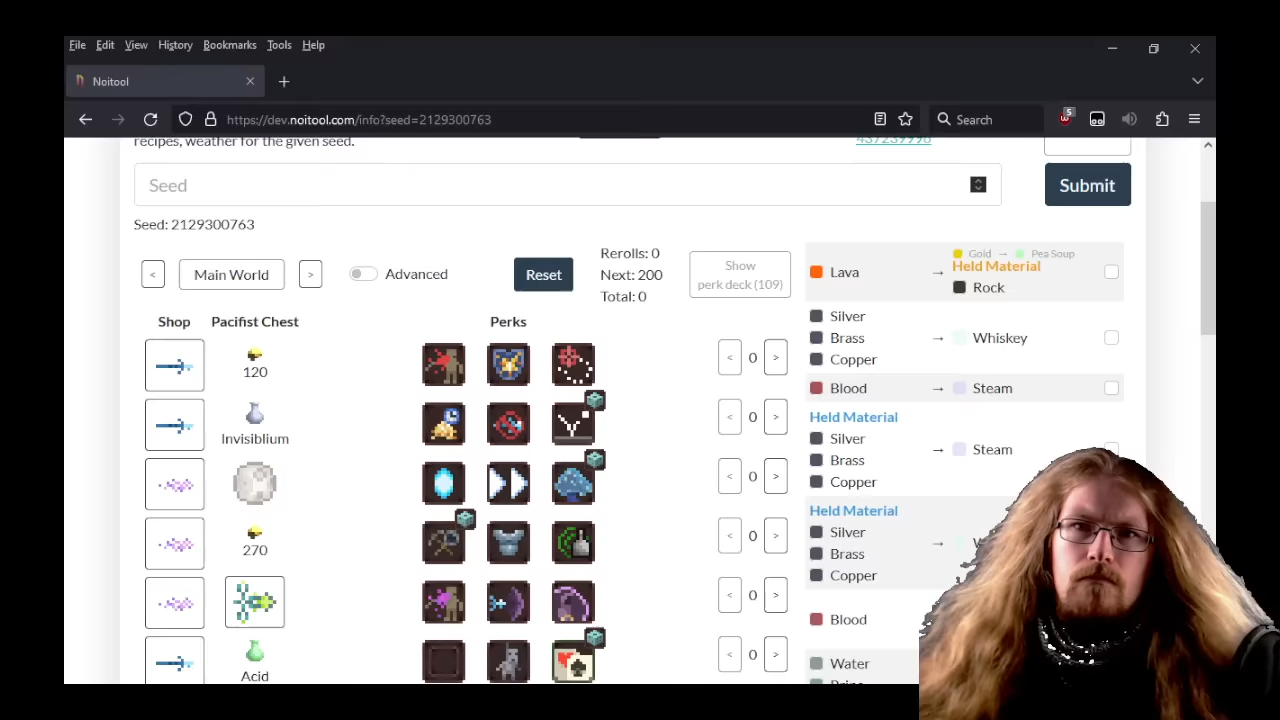 File Edit View History Bookmarks Tools Help
Noitool
https://dev.noitool.com/info?seed=2129300763
Search
5
recipes, weather for the given seed.
437239996
Seed
Submit
Seed: 2129300763
< Main World >
Advanced
Reset
Rerolls: 0
Next: 200
Total: 0
Show
perk deck (109)
Shop
Pacifist Chest
Perks
120
< 0 >
Invisiblium
< 0 >
< 0 >
270
< 0 >
< 0 >
Acid
< 0 >
Lava
→
Gold → Pea Soup
Held Material
Rock
Silver
Brass
Copper
→ Whiskey
Blood → Steam
Held Material
Silver
Brass
Copper
→ Steam
Held Material
Silver
Brass
Copper
→
Blood
Water